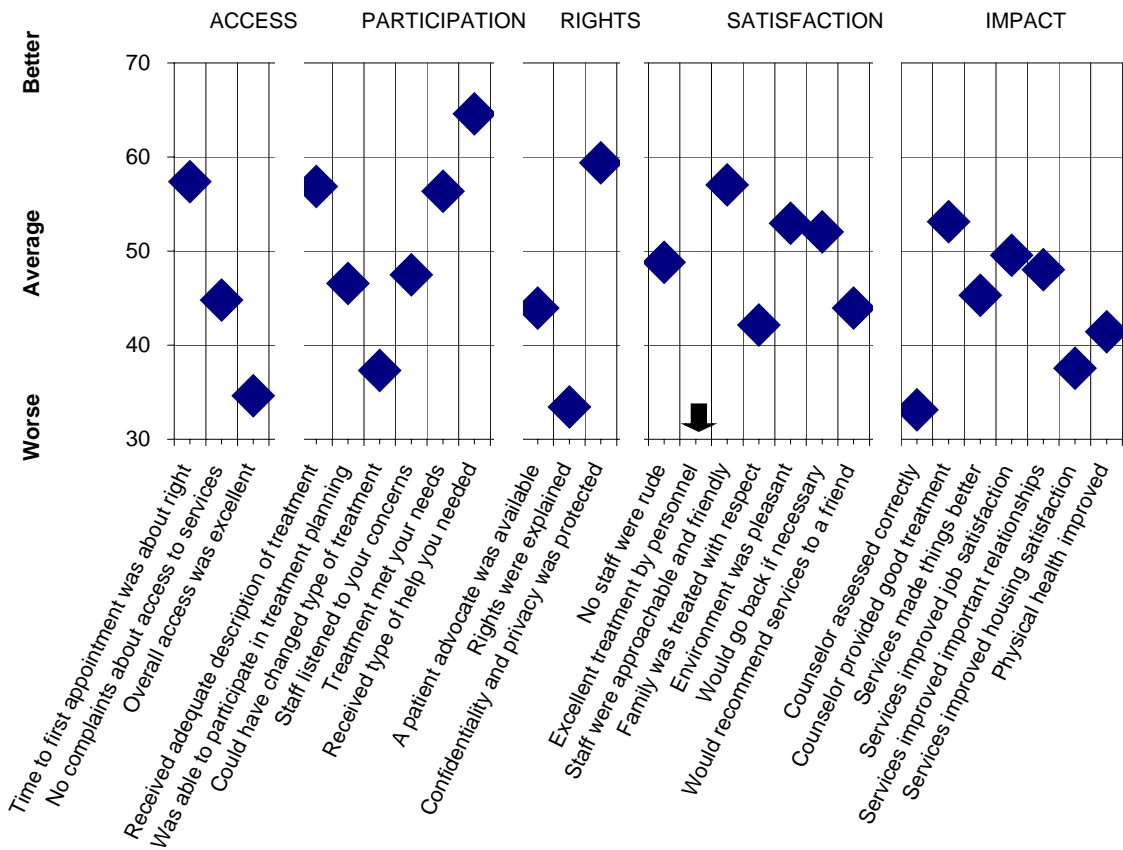 ACCESS
PARTICIPATION
RIGHTS
SATISFACTION
IMPACT
Better
Average
Worse
70
60
50
40
30
Time to first appointment was about right
No complaints about access to services
Overall access was excellent
Received adequate description of treatment
Was able to participate in treatment planning
Could have changed type of treatment
Staff listened to your concerns
Treatment met your needs
Received type of help you needed
A patient advocate was available
Rights were explained
Confidentiality and privacy was protected
No staff were rude
Excellent treatment by personnel
Staff were approachable and friendly
Family was treated with respect
Environment was pleasant
Would go back if necessary
Would recommend services to a friend
Counselor assessed correctly
Counselor provided good treatment
Services made things better
Services improved job satisfaction
Services improved important relationships
Services improved housing satisfaction
Physical health improved